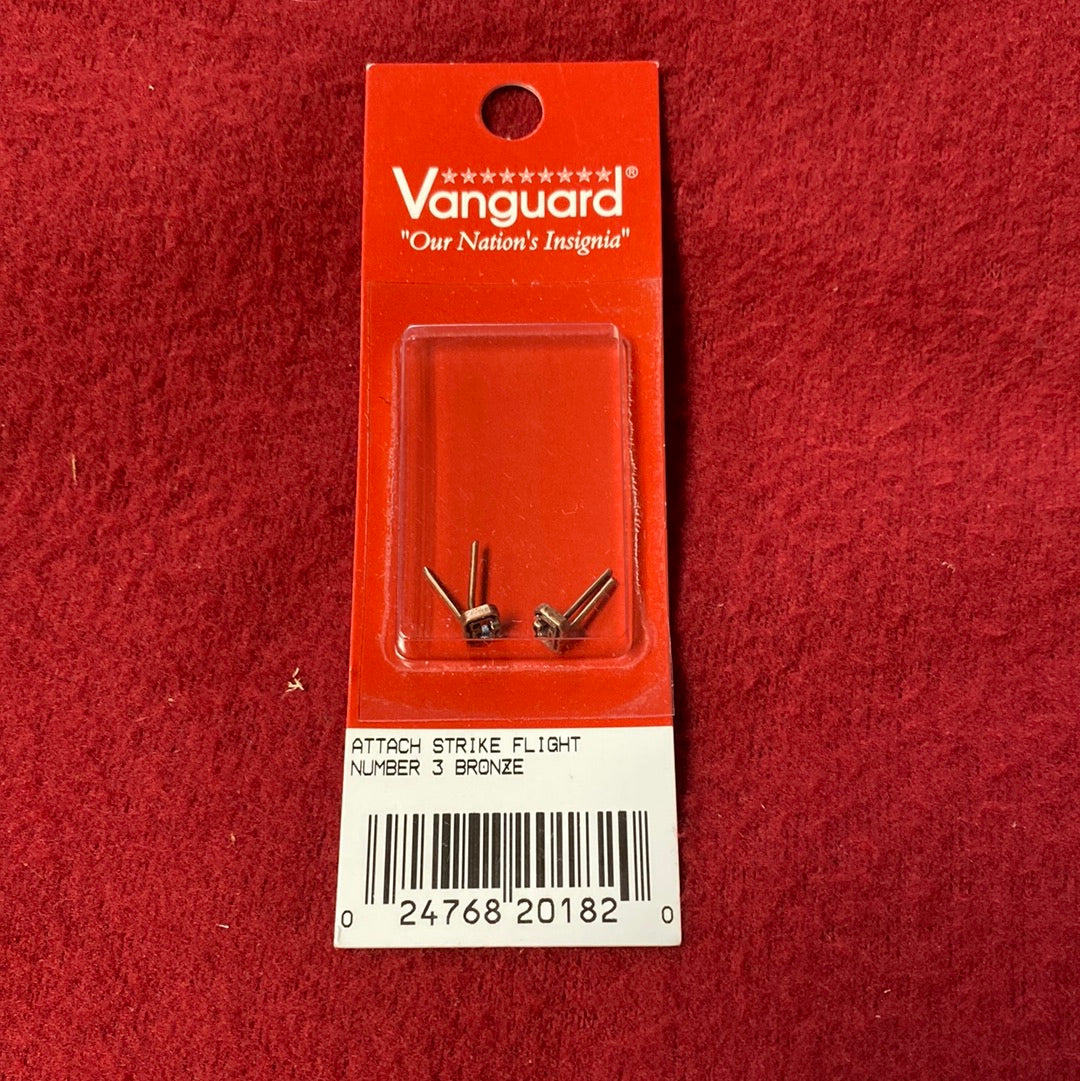 Vanguard®
"Our Nation's Insignia"
ATTACH STRIKE FLIGHT
NUMBER 3 BRONZE
0 24768 20182 0